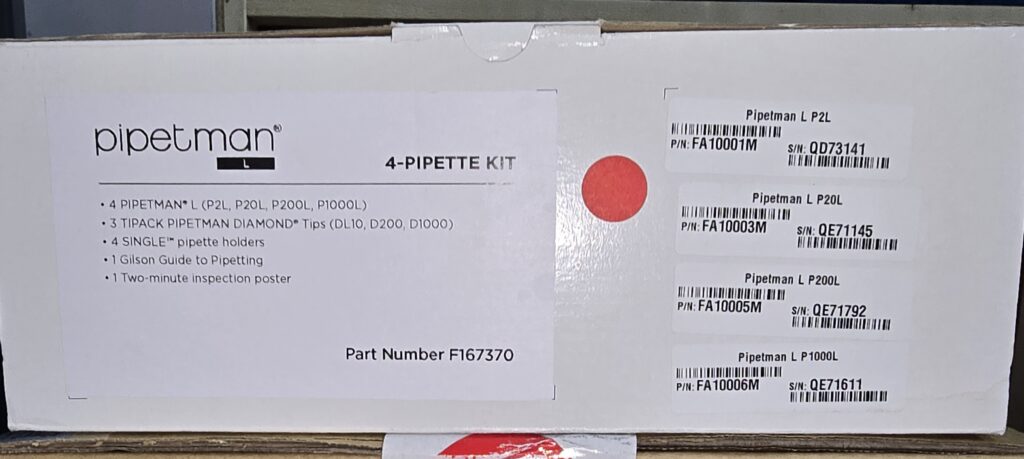 pipetman®
L
4-PIPETTE KIT
• 4 PIPETMAN® L (P2L, P20L, P200L, P1000L)
• 3 TIPACK PIPETMAN DIAMOND® Tips (DL10, D200, D1000)
• 4 SINGLE™ pipette holders
• 1 Gilson Guide to Pipetting
• 1 Two-minute inspection poster
Part Number F167370
Pipetman L P2L
P/N: FA10001M
S/N: QD73141
Pipetman L P20L
P/N: FA10003M
S/N: QE71145
Pipetman L P200L
P/N: FA10005M
S/N: QE71792
Pipetman L P1000L
P/N: FA10006M
S/N: QE71611